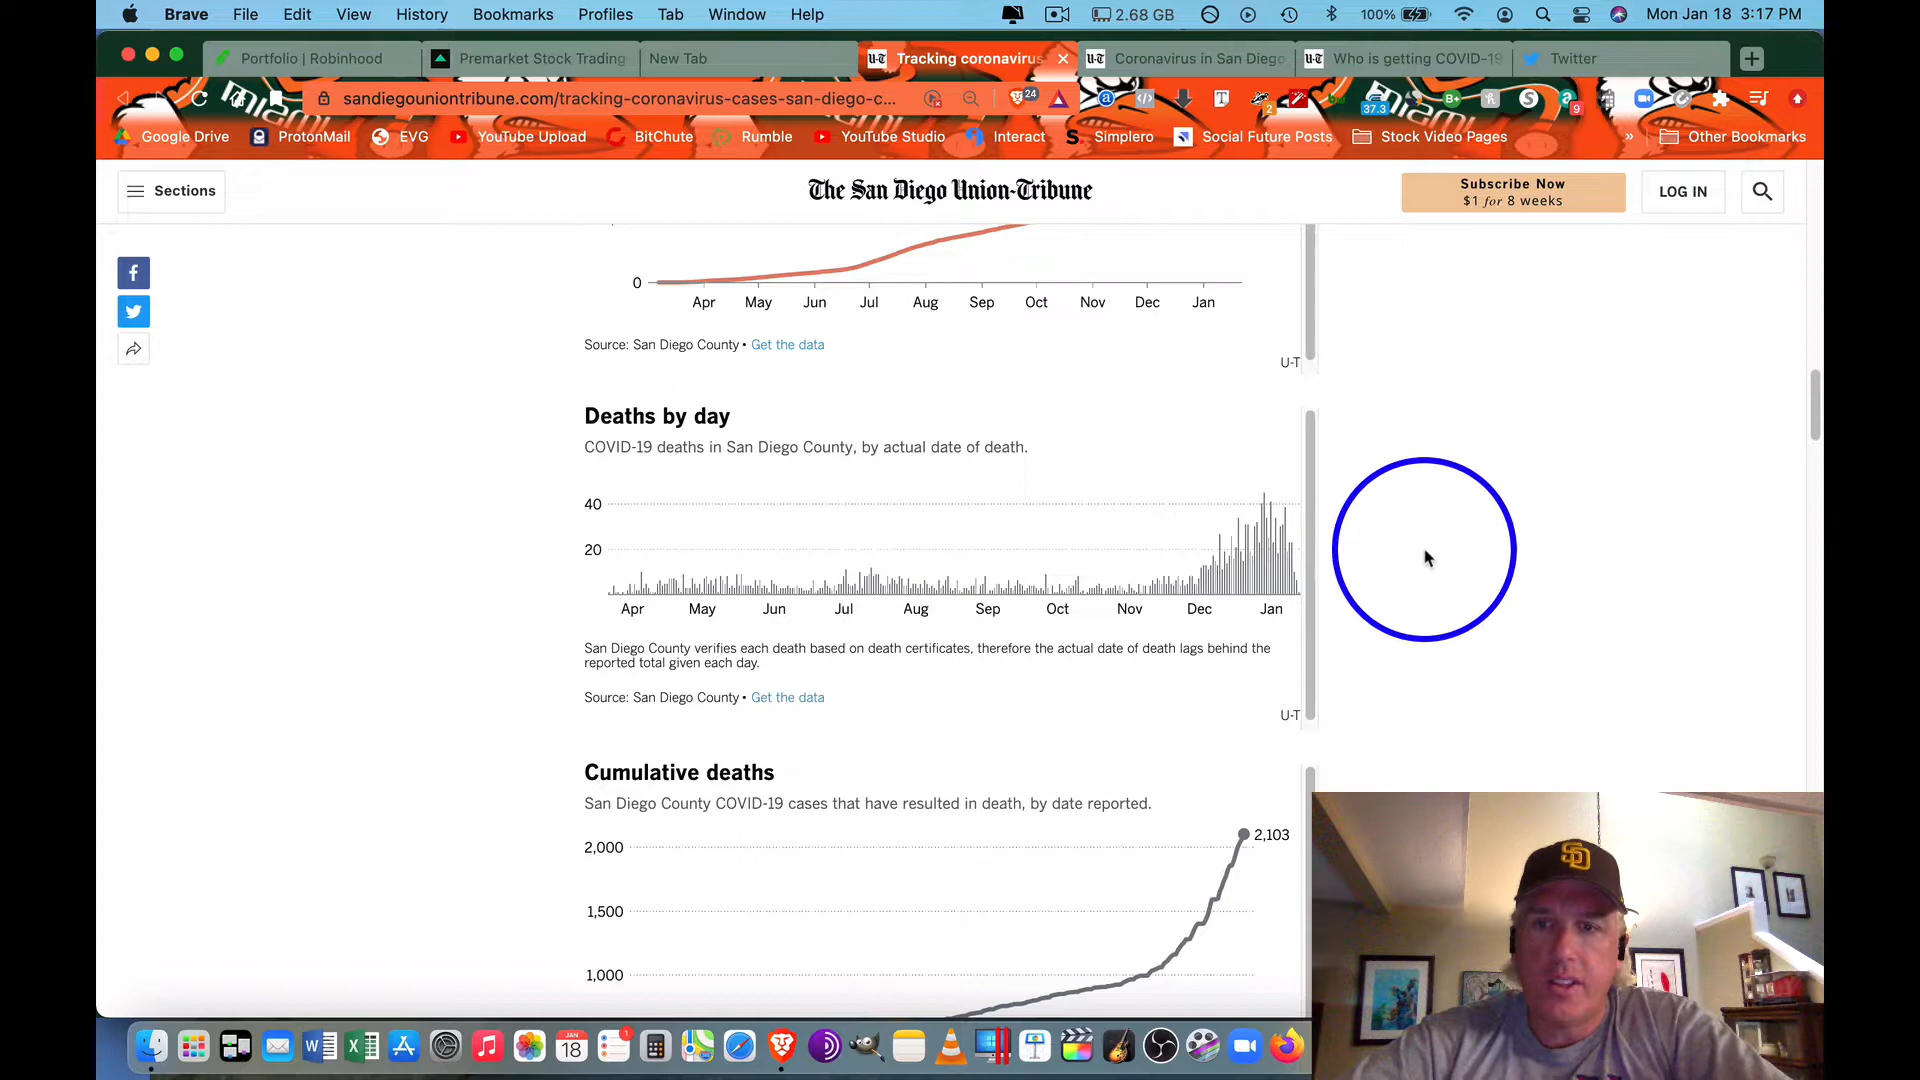 Brave File Edit View History Bookmarks Profiles Tab Window Help 2.68 GB 100% Mon Jan 18 3:17 PM
Portfolio | Robinhood Premarket Stock Trading New Tab U-T Tracking coronavirus U-T Coronavirus in San Diego U-T Who is getting COVID-19 Twitter
sandiegouniontribune.com/tracking-coronavirus-cases-san-diego-c... 24 2 37.3 B+ 9
Google Drive ProtonMail EVG YouTube Upload BitChute Rumble YouTube Studio Interact S Simplero Social Future Posts Stock Video Pages » Other Bookmarks
Sections The San Diego Union-Tribune Subscribe Now
$1 for 8 weeks LOG IN
0
Apr May Jun Jul Aug Sep Oct Nov Dec Jan
Source: San Diego County • Get the data
U-T
Deaths by day
COVID-19 deaths in San Diego County, by actual date of death.
40
20
Apr May Jun Jul Aug Sep Oct Nov Dec Jan
San Diego County verifies each death based on death certificates, therefore the actual date of death lags behind the
reported total given each day.
Source: San Diego County • Get the data
U-T
Cumulative deaths
San Diego County COVID-19 cases that have resulted in death, by date reported.
2,103
2,000
1,500
1,000
SD
JAN
18
1